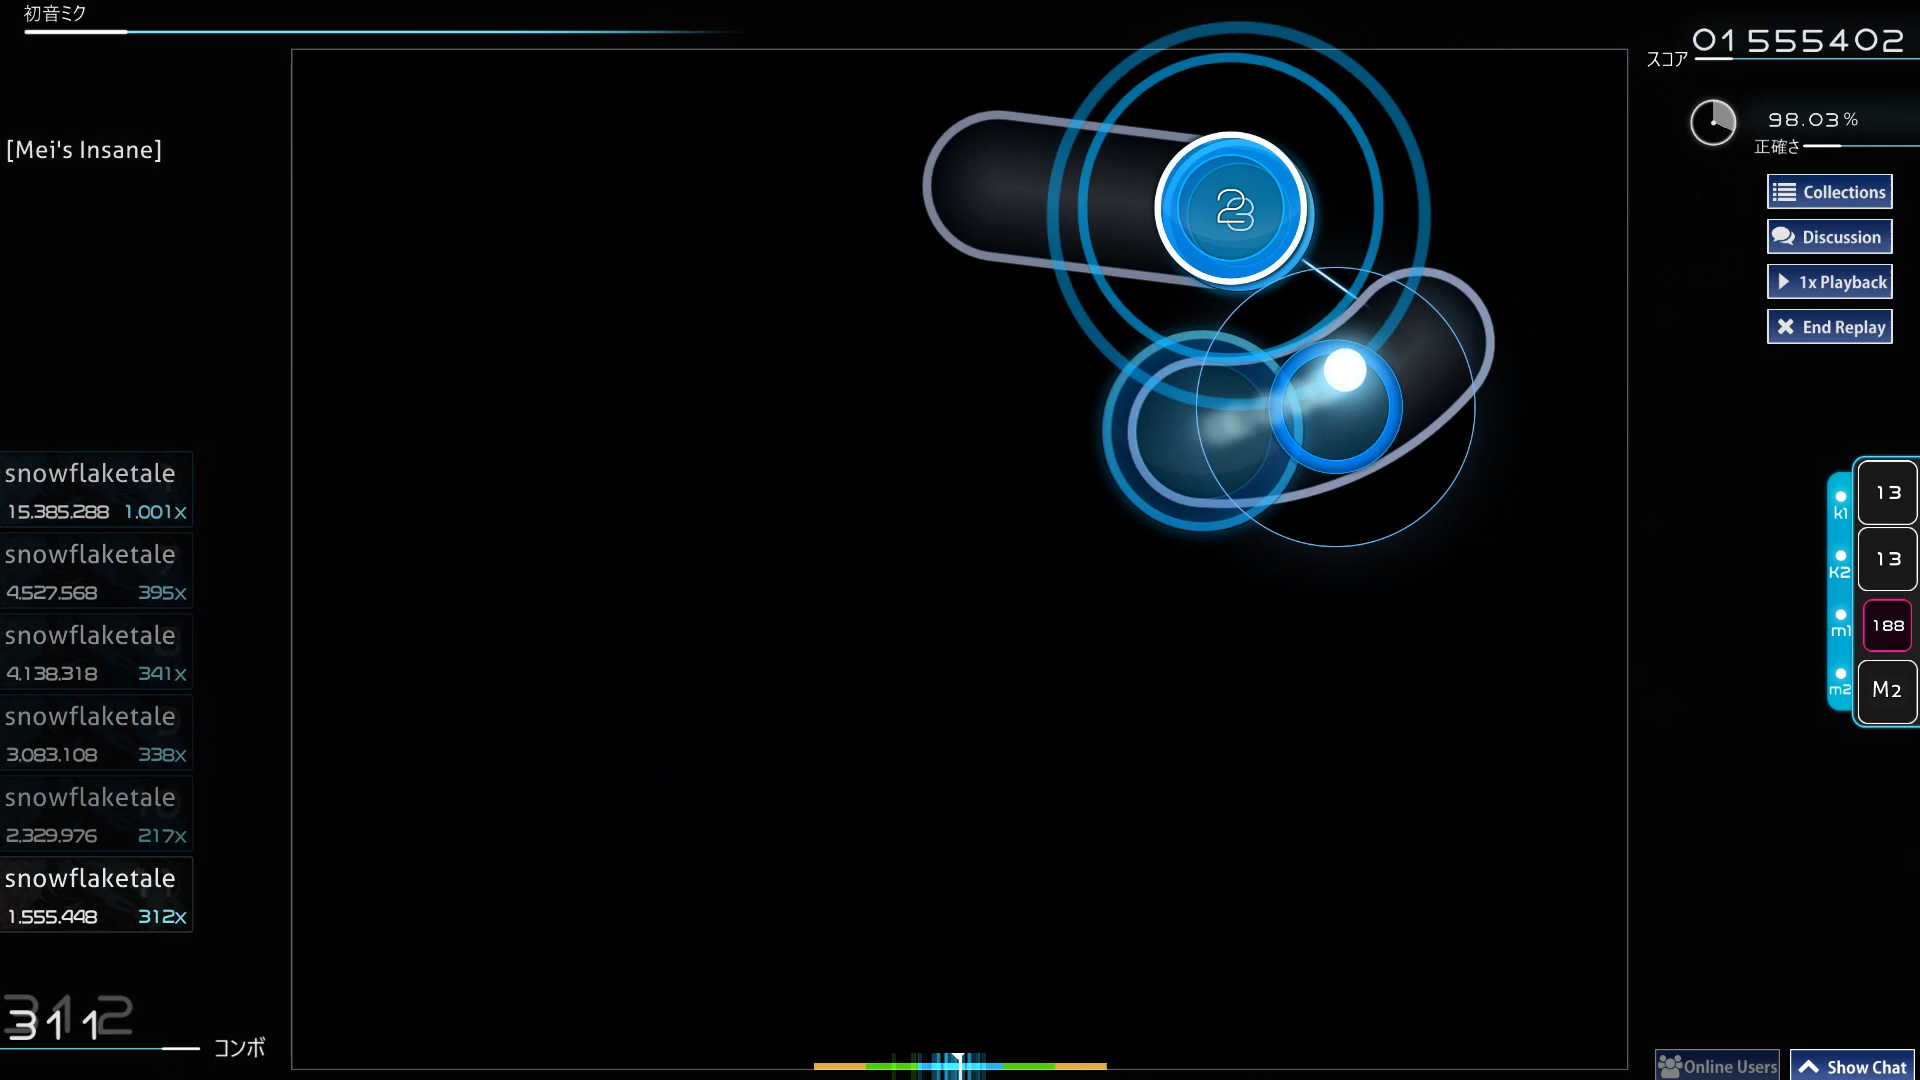 初音ミク
スコア 01555402
98.03%
正確さ
[Mei's Insane]
Collections
Discussion
1x Playback
End Replay
23
snowflaketale
15,385,288 1,001x
snowflaketale
4,527,568 395x
snowflaketale
4,138,318 341x
snowflaketale
3,083,108 338x
snowflaketale
2,329,976 217x
snowflaketale
1,555,448 312x
k1 13
K2 13
m1 188
m2 M2
311
コンボ
Online Users
Show Chat